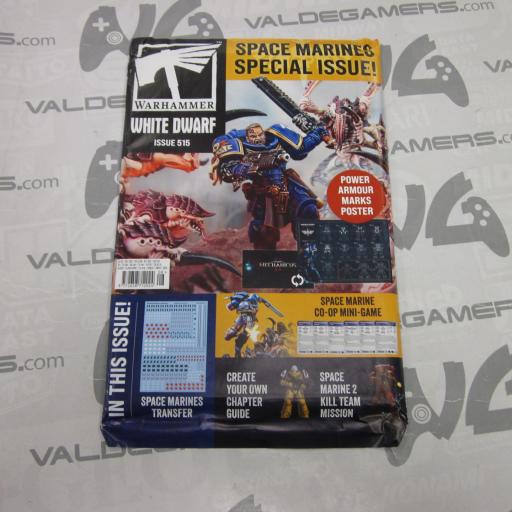 VALDEGAMERS.com
SPACE MARINES
SPECIAL ISSUE!
WARHAMMER
WHITE DWARF
ISSUE 515
POWER
ARMOUR
MARKS
POSTER
MECHANICUS
IN THIS ISSUE!
SPACE MARINE
CO-OP MINI-GAME
SPACE MARINES
TRANSFER
CREATE
YOUR OWN
CHAPTER
GUIDE
SPACE
MARINE 2
KILL TEAM
MISSION